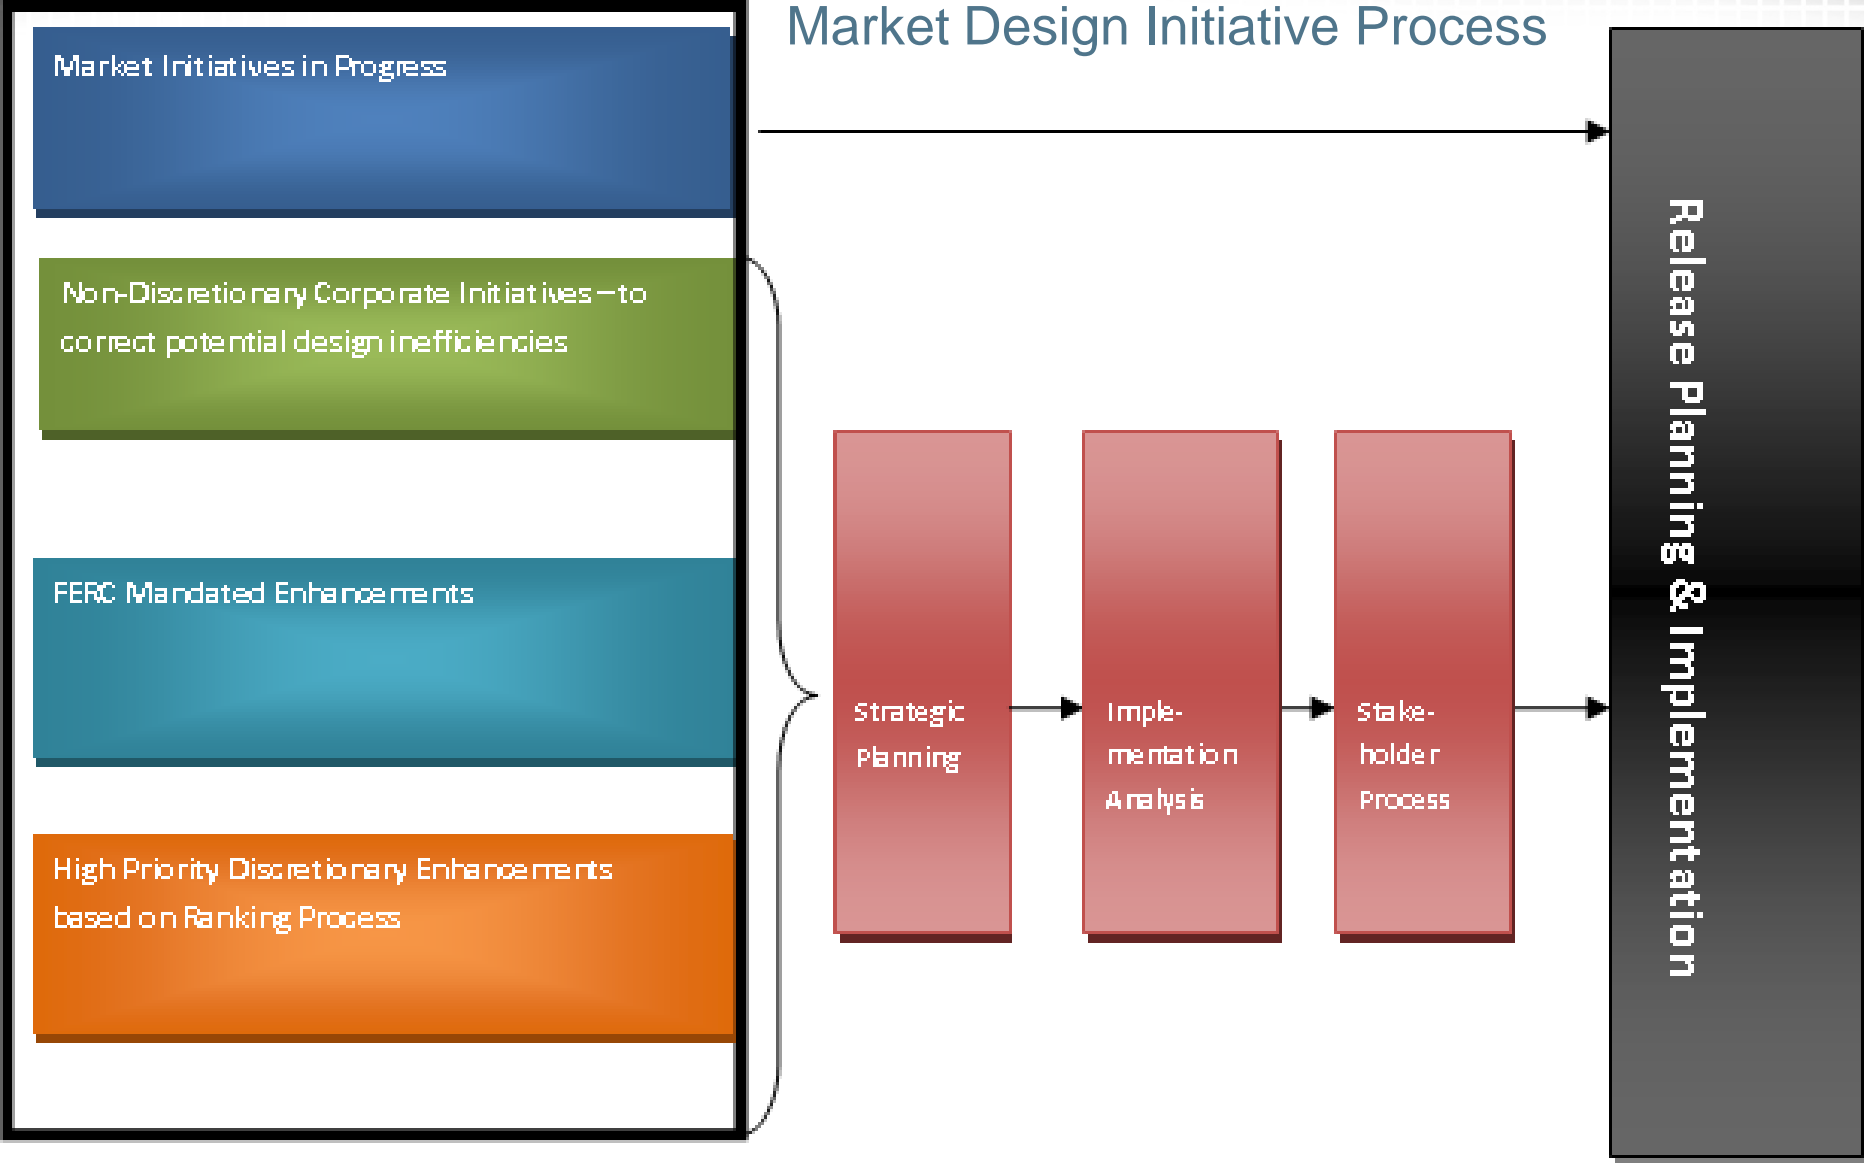 Market Design Initiative Process
Market Initiatives in Progress
Non-Discretionary Corporate Initiatives—to
correct potential design inefficiencies
FERC Mandated Enhancements
High Priority Discretionary Enhancements
based on Ranking Process
Strategic
Planning
Imple-
mentation
Analysis
Stake-
holder
Process
Release Planning & Implementation